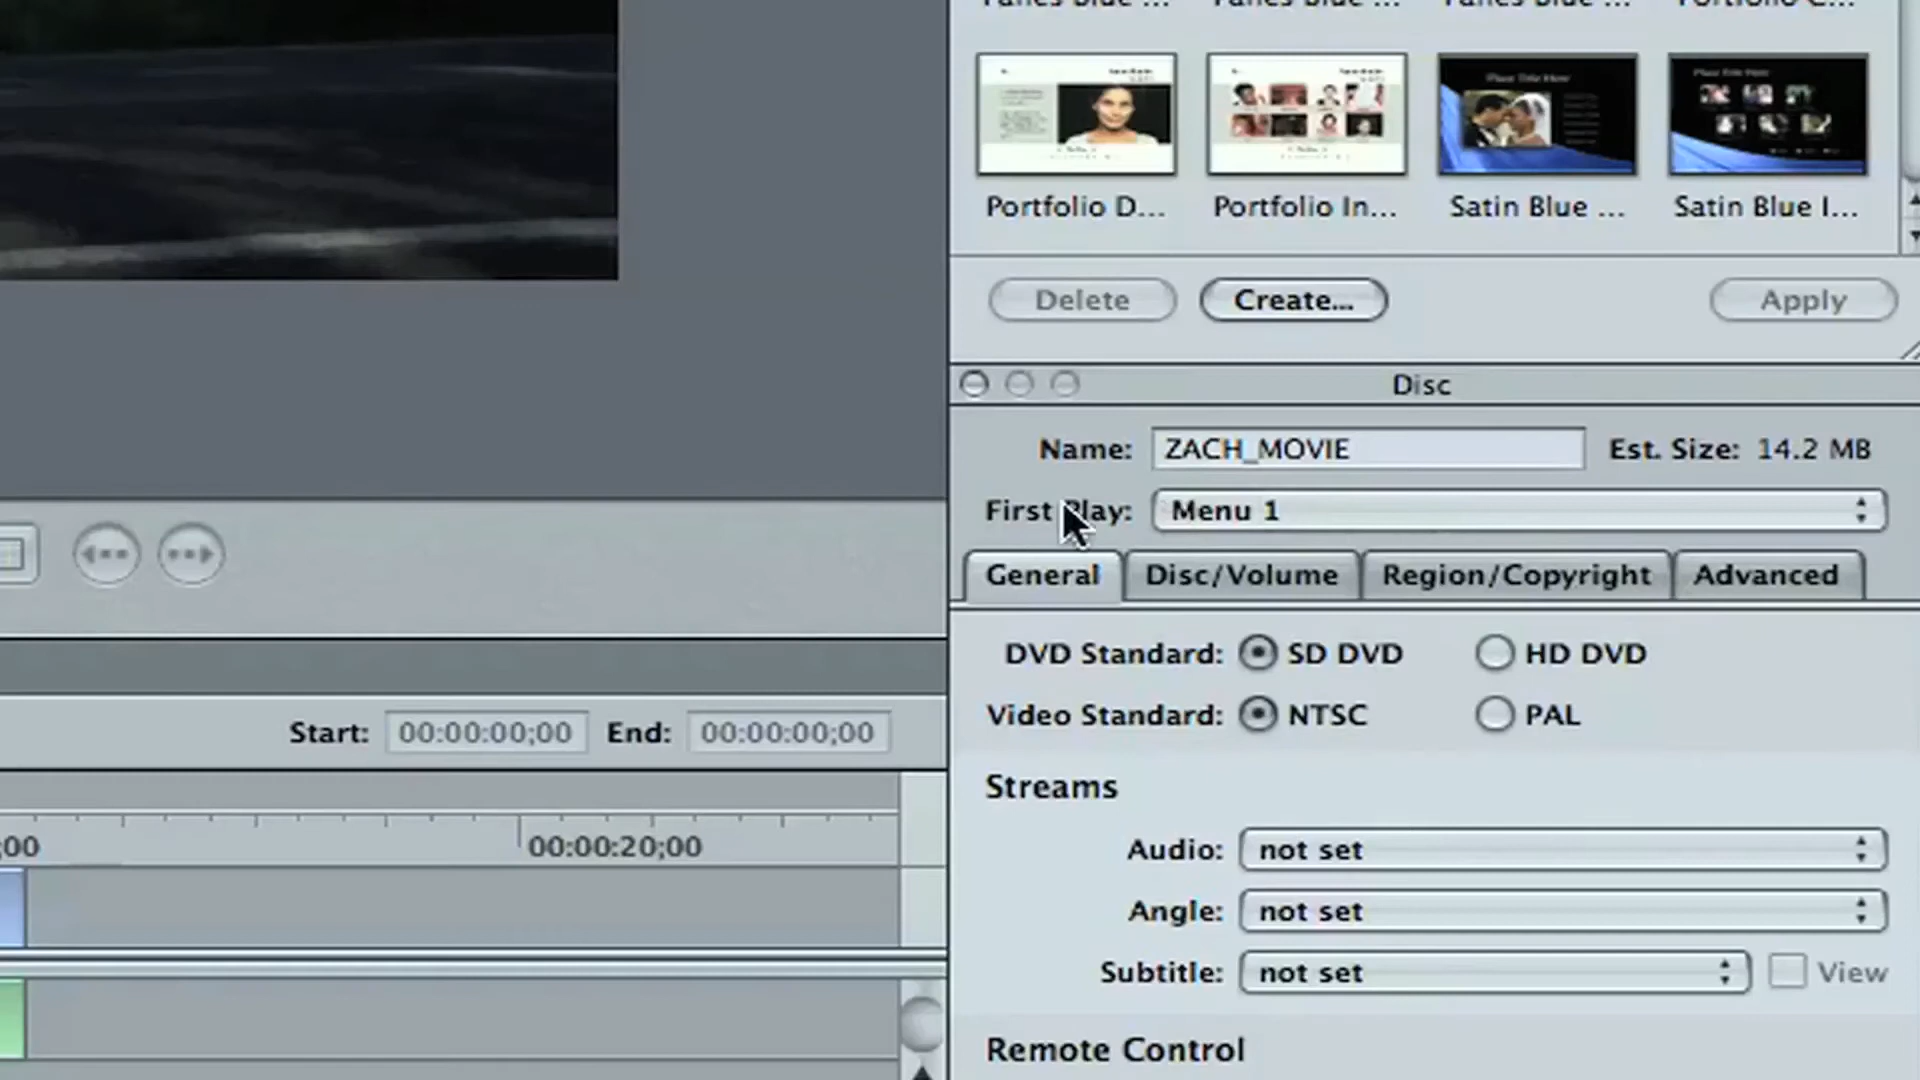 Portfolio D...
Portfolio In...
Satin Blue ...
Satin Blue I...
Delete
Create...
Apply
Disc
Name:
ZACH_MOVIE
Est. Size: 14.2 MB
First Play:
Menu 1
General
Disc/Volume
Region/Copyright
Advanced
DVD Standard:
SD DVD
HD DVD
Video Standard:
NTSC
PAL
Start:
00:00:00;00
End:
00:00:00;00
Streams
;00
00:00:20;00
Audio:
not set
Angle:
not set
Subtitle:
not set
View
Remote Control